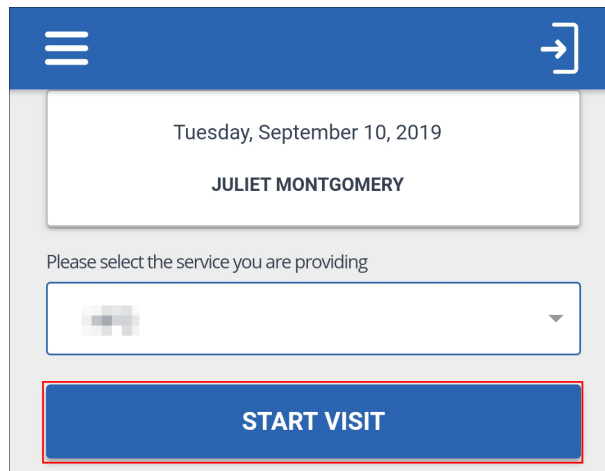 Tuesday, September 10, 2019
JULIET MONTGOMERY
Please select the service you are providing
START VISIT